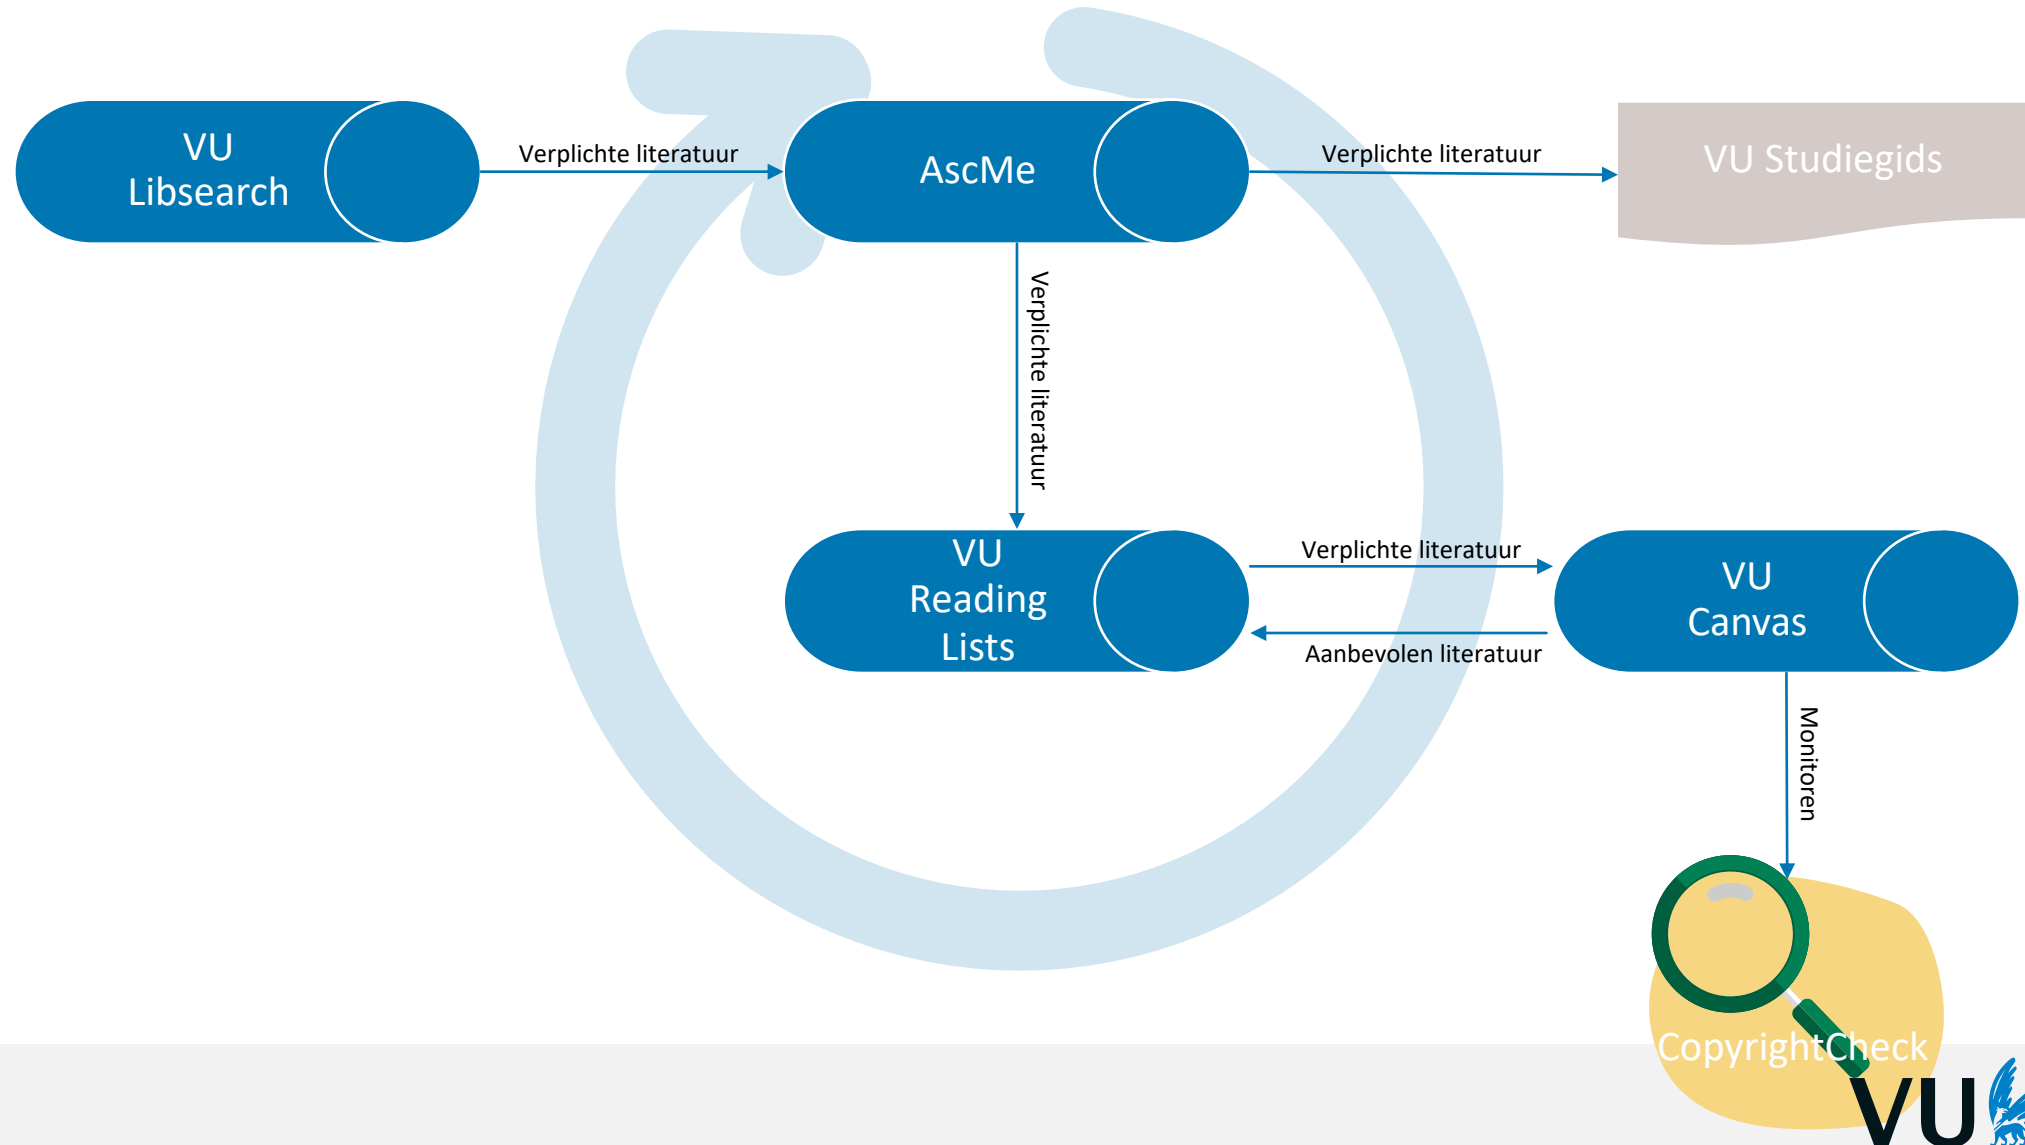 VU
Libsearch
Verplichte literatuur
AscMe
Verplichte literatuur
VU Studiegids
Verplichte literatuur
VU
Reading
Lists
Verplichte literatuur
Aanbevolen literatuur
VU
Canvas
Monitoren
CopyrightCheck
VU